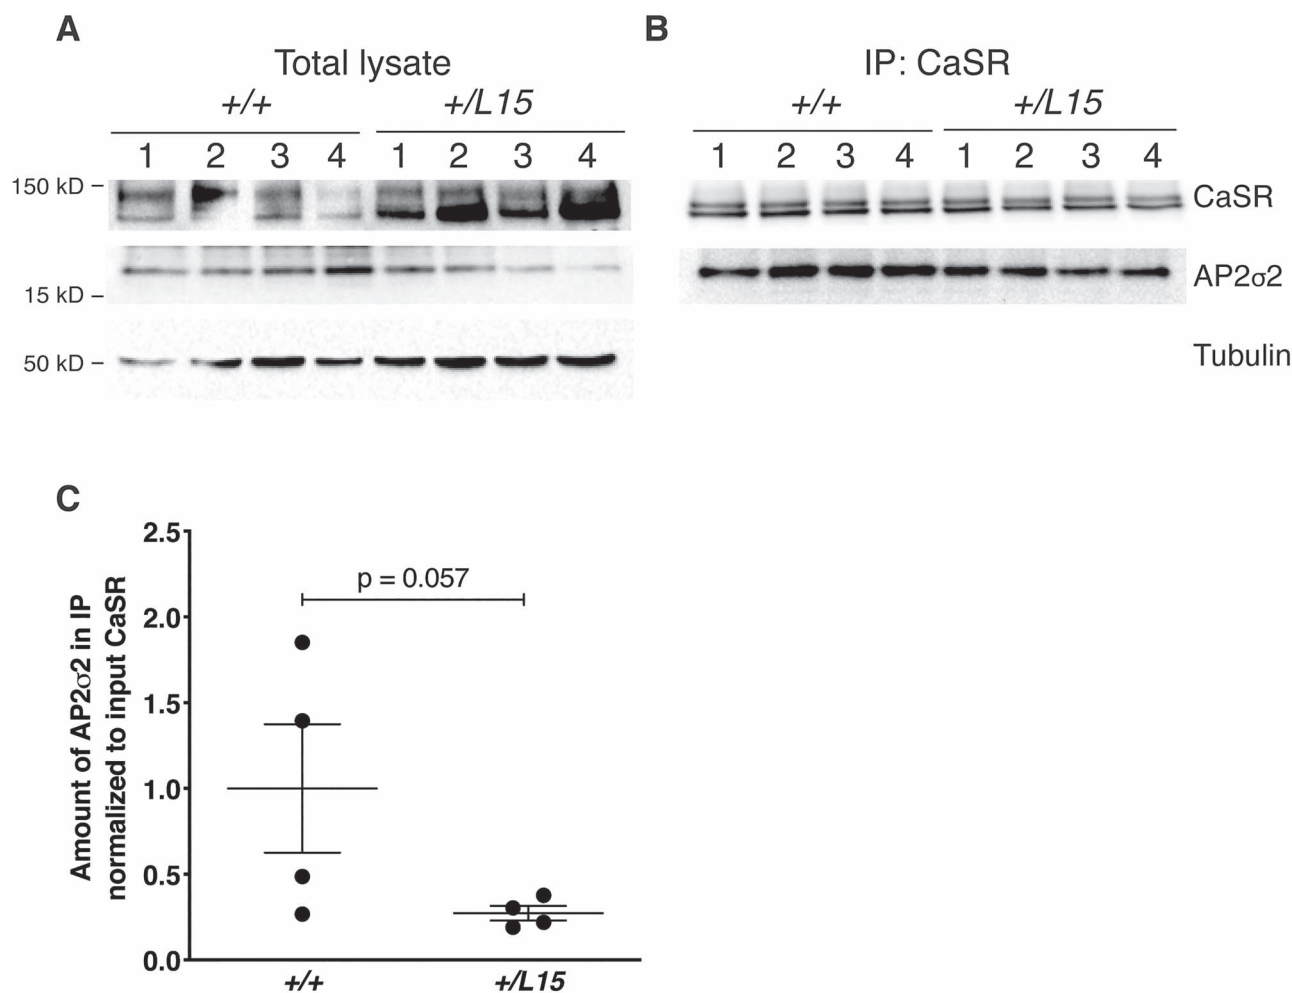 A
Total lysate
+/+ +/L15
1 2 3 4 1 2 3 4
150 kD
15 kD
50 kD
B
IP: CaSR
+/+ +/L15
1 2 3 4 1 2 3 4
CaSR
AP2σ2
Tubulin
C
Amount of AP2σ2 in IP
normalized to input CaSR
2.5
2.0
1.5
1.0
0.5
0.0
p = 0.057
+/+ +/L15